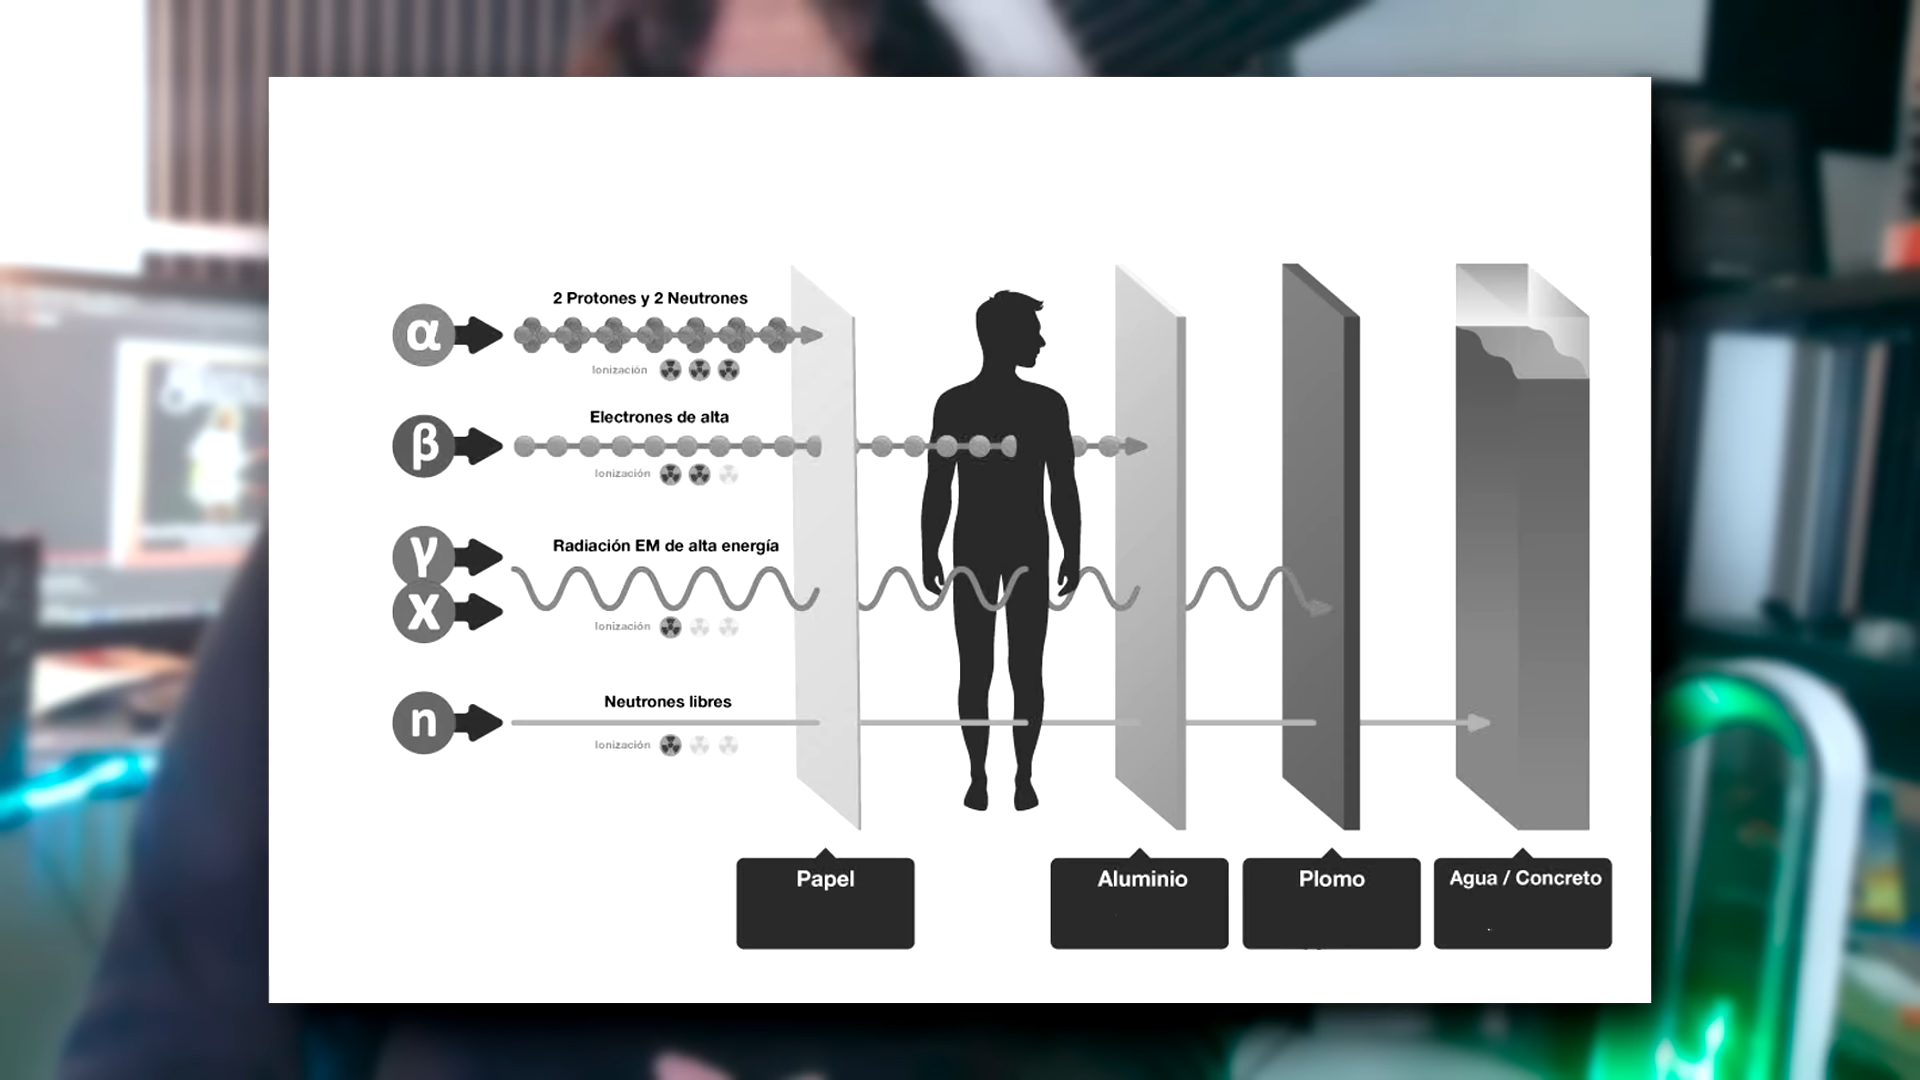 α
2 Protones y 2 Neutrones
Ionización
β
Electrones de alta
Ionización
γ
Radiación EM de alta energía
X
Ionización
n
Neutrones libres
Ionización
Papel
Aluminio
Plomo
Agua / Concreto